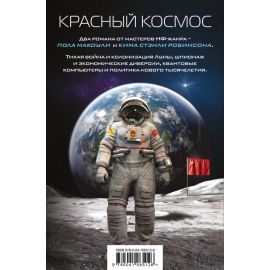 КРАСНЫЙ КОСМОС
ДВА РОМАНА ОТ МАСТЕРОВ НФ-ЖАНРА –
ПОЛА МАКОУЛИ И КИМА СТЭНЛИ РОБИНСОНА.
ТИХАЯ ВОЙНА И КОЛОНИЗАЦИЯ ЛУНЫ, ШПИОНАЖ
И ЭКОНОМИЧЕСКИЕ ДИВЕРСИИ, КВАНТОВЫЕ
КОМПЬЮТЕРЫ И ПОЛИТИКА НОВОГО ТЫСЯЧЕЛЕТИЯ.